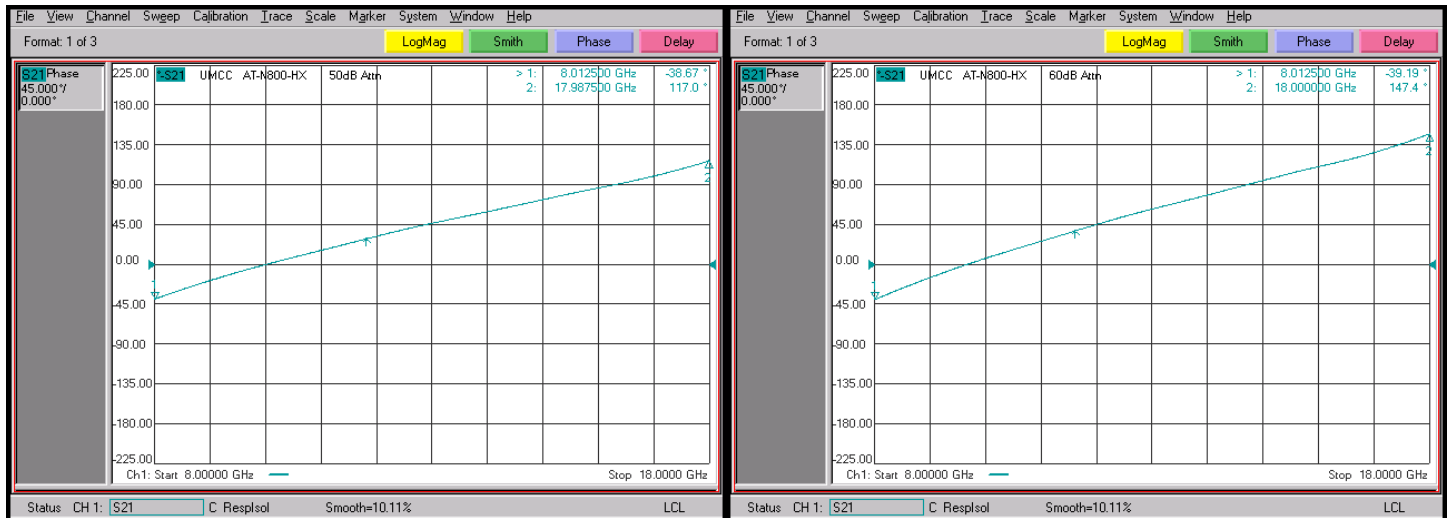 File View Channel Sweep Calibration Trace Scale Marker System Window Help
Format: 1 of 3 LogMag Smith Phase Delay
S21 Phase
45.000°/
0.000°
225.00 *-S21 UMCC AT-N800-HX 50dB Attn > 1: 8.012500 GHz -38.67 °
2: 17.987500 GHz 117.0 °
180.00
135.00
90.00
45.00
0.00
-45.00
-90.00
-135.00
-180.00
-225.00
1
2
Ch1: Start 8.00000 GHz Stop 18.0000 GHz
Status CH 1: S21 C RespIsol Smooth=10.11% LCL
File View Channel Sweep Calibration Trace Scale Marker System Window Help
Format: 1 of 3 LogMag Smith Phase Delay
S21 Phase
45.000°/
0.000°
225.00 *-S21 UMCC AT-N800-HX 60dB Attn > 1: 8.012500 GHz -39.19 °
2: 18.000000 GHz 147.4 °
180.00
135.00
90.00
45.00
0.00
-45.00
-90.00
-135.00
-180.00
-225.00
1
2
Ch1: Start 8.00000 GHz Stop 18.0000 GHz
Status CH 1: S21 C RespIsol Smooth=10.11% LCL